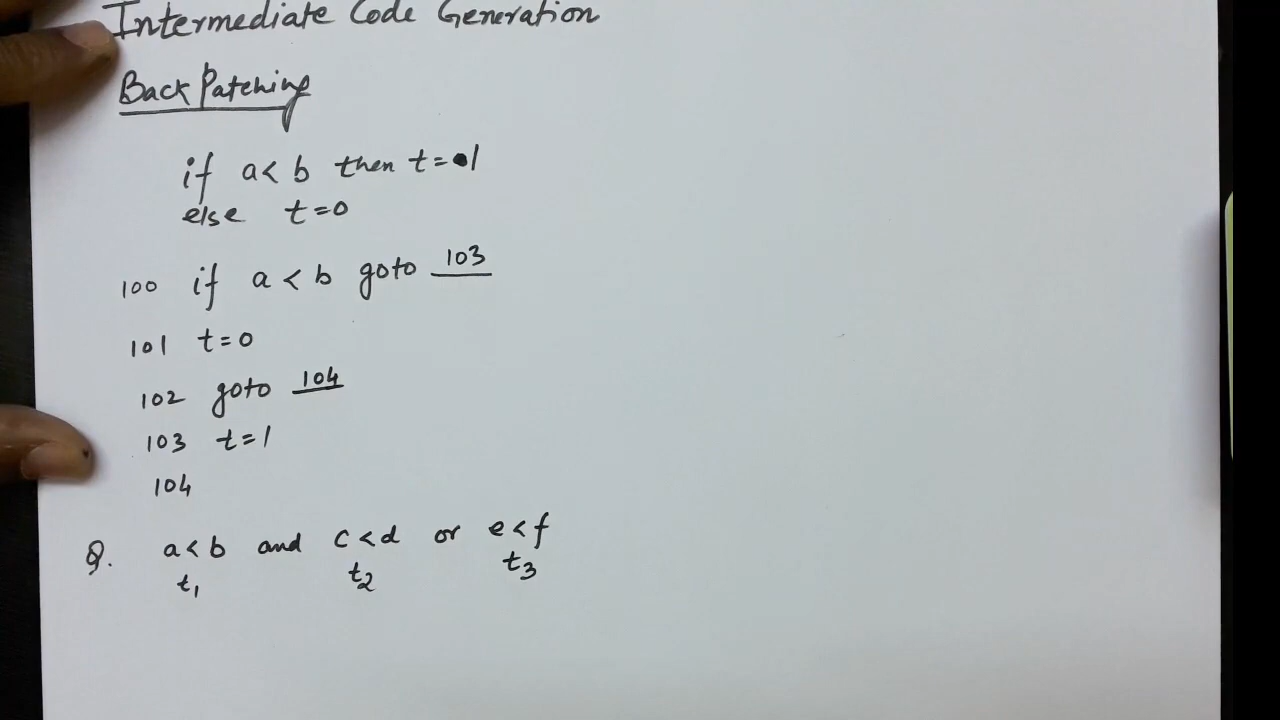 Intermediate Code Generation
Back Patching
if a < b then t = 1
else t = 0
100 if a < b goto 103
101 t = 0
102 goto 104
103 t = 1
104
Q. a < b and c < d or e < f
t1 t2 t3